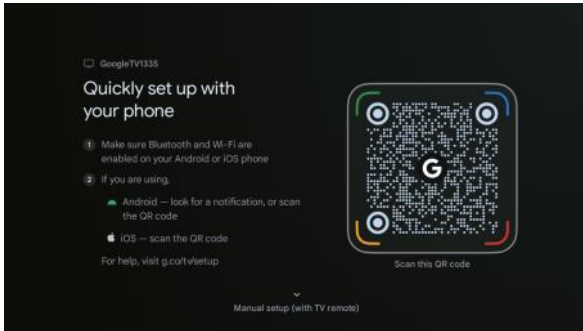 GoogleTV1335
Quickly set up with
your phone
1 Make sure Bluetooth and Wi-Fi are
enabled on your Android or iOS phone
2 If you are using,
Android — look for a notification, or scan
the QR code
iOS — scan the QR code
For help, visit g.co/tv/setup
G
Scan this QR code
Manual setup (with TV remote)